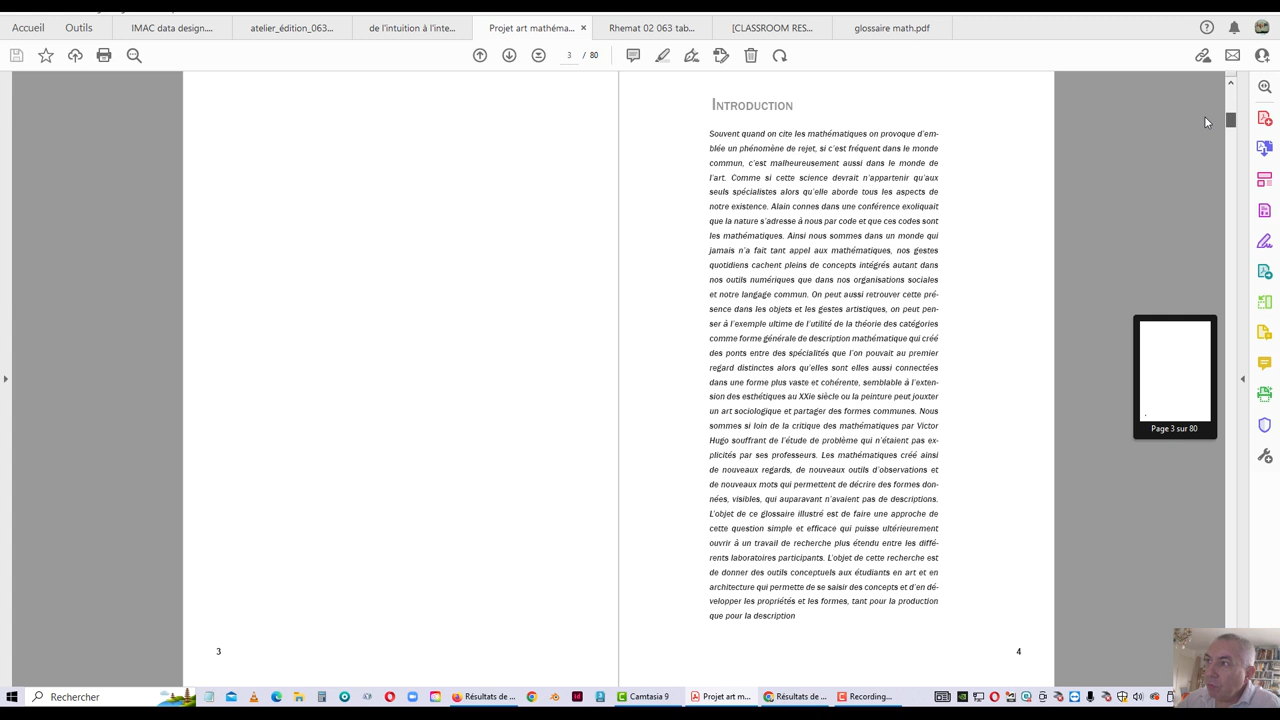 Accueil Outils IMAC data design.... atelier_édition_063... de l'intuition à l'inte... Projet art mathéma... × Rhemat 02 063 tab... [CLASSROOM RES... glossaire math.pdf
3 / 80
INTRODUCTION
Souvent quand on cite les mathématiques on provoque d'em-
blée un phénomène de rejet, si c'est fréquent dans le monde
commun, c'est malheureusement aussi dans le monde de
l'art. Comme si cette science devrait n'appartenir qu'aux
seuls spécialistes alors qu'elle aborde tous les aspects de
notre existence. Alain connes dans une conférence exoliquait
que la nature s'adresse à nous par code et que ces codes sont
les mathématiques. Ainsi nous sommes dans un monde qui
jamais n'a fait tant appel aux mathématiques, nos gestes
quotidiens cachent pleins de concepts intégrés autant dans
nos outils numériques que dans nos organisations sociales
et notre langage commun. On peut aussi retrouver cette pré-
sence dans les objets et les gestes artistiques, on peut pen-
ser à l'exemple ultime de l'utilité de la théorie des catégories
comme forme générale de description mathématique qui créé
des ponts entre des spécialités que l'on pouvait au premier
regard distinctes alors qu'elles sont elles aussi connectées
dans une forme plus vaste et cohérente, semblable à l'exten-
sion des esthétiques au XXIe siècle ou la peinture peut jouxter
un art sociologique et partager des formes communes. Nous
sommes si loin de la critique des mathématiques par Victor
Hugo souffrant de l'étude de problème qui n'étaient pas ex-
plicités par ses professeurs. Les mathématiques créé ainsi
de nouveaux regards, de nouveaux outils d'observations et
de nouveaux mots qui permettent de décrire des formes don-
nées, visibles, qui auparavant n'avaient pas de descriptions.
L'objet de ce glossaire illustré est de faire une approche de
cette question simple et efficace qui puisse ultérieurement
ouvrir à un travail de recherche plus étendu entre les diffé-
rents laboratoires participants. L'objet de cette recherche est
de donner des outils conceptuels aux étudiants en art et en
architecture qui permette de se saisir des concepts et d'en dé-
velopper les propriétés et les formes, tant pour la production
que pour la description
Page 3 sur 80
3 4
Rechercher Résultats de ... Camtasia 9 Projet art m... Résultats de ... Recording...